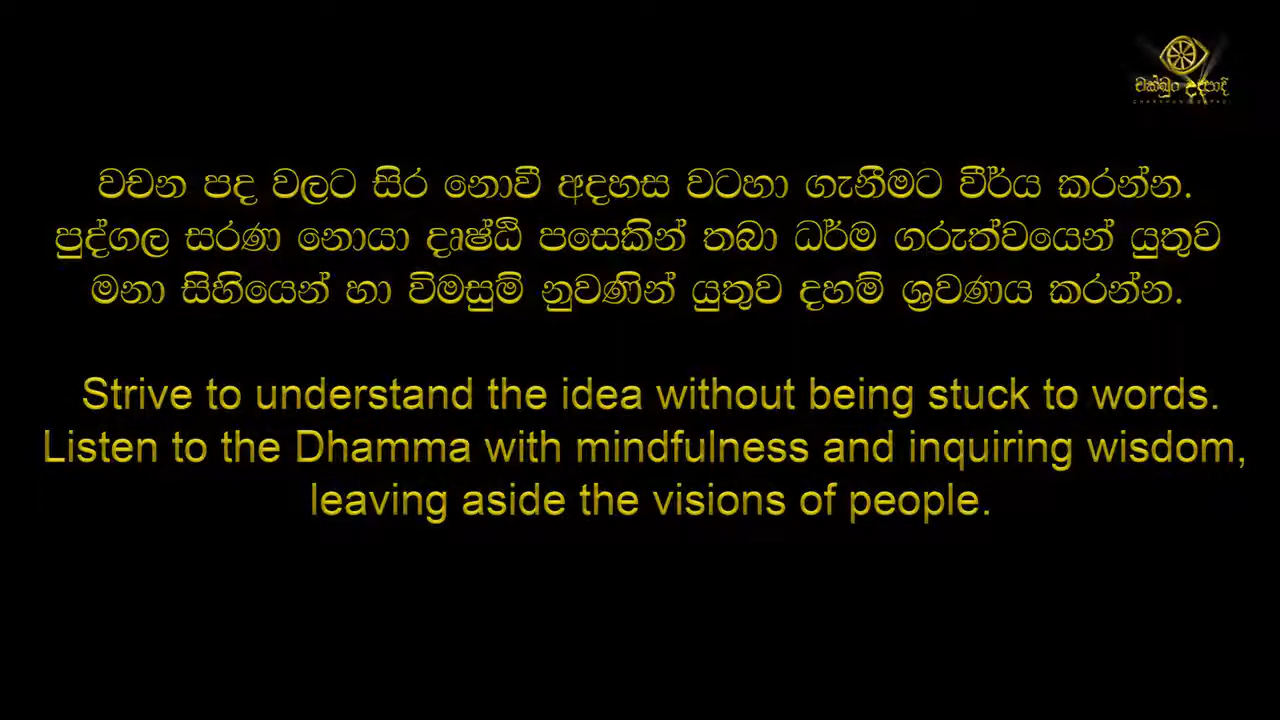 චක්ඛුං උදපාදි
වචන පද වලට සිර නොවී අදහස වටහා ගැනීමට වීර්ය කරන්න.
පුද්ගල සරණ නොයා දෘෂ්ඨි පසෙකින් තබා ධර්ම ගරුත්වයෙන් යුතුව
මනා සිහියෙන් හා විමසුම් නුවණින් යුතුව දහම් ශ්‍රවණය කරන්න.
Strive to understand the idea without being stuck to words.
Listen to the Dhamma with mindfulness and inquiring wisdom,
leaving aside the visions of people.